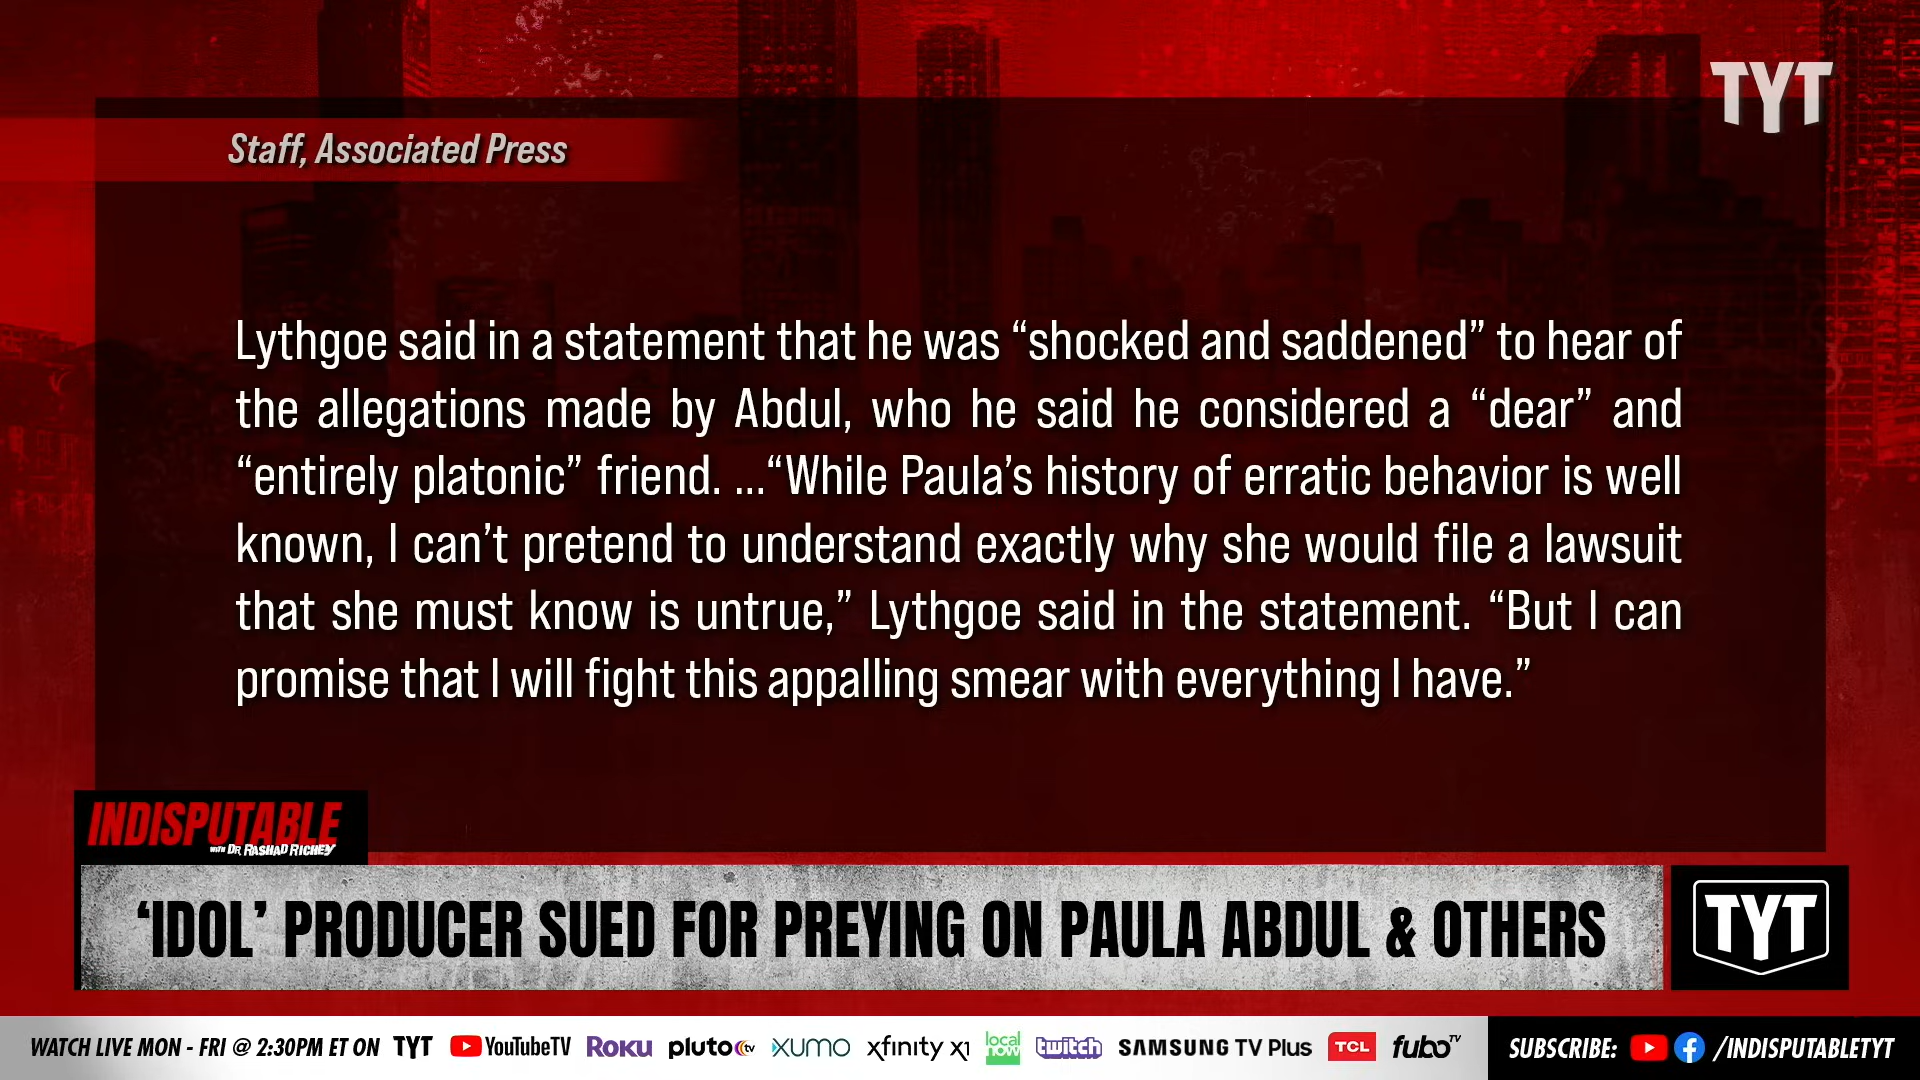 TYT
Staff, Associated Press
Lythgoe said in a statement that he was “shocked and saddened” to hear of
the allegations made by Abdul, who he said he considered a “dear” and
“entirely platonic” friend. ...“While Paula’s history of erratic behavior is well
known, I can’t pretend to understand exactly why she would file a lawsuit
that she must know is untrue,” Lythgoe said in the statement. “But I can
promise that I will fight this appalling smear with everything I have.”
INDISPUTABLE
WITH DR RASHAD RICHEY
‘IDOL’ PRODUCER SUED FOR PREYING ON PAULA ABDUL & OTHERS
TYT
WATCH LIVE MON - FRI @ 2:30PM ET ON TYT YouTubeTV ROKU pluto tv XUMO xfinity x1 local now twitch SAMSUNG TV Plus TCL fubo TV
SUBSCRIBE: /INDISPUTABLETYT